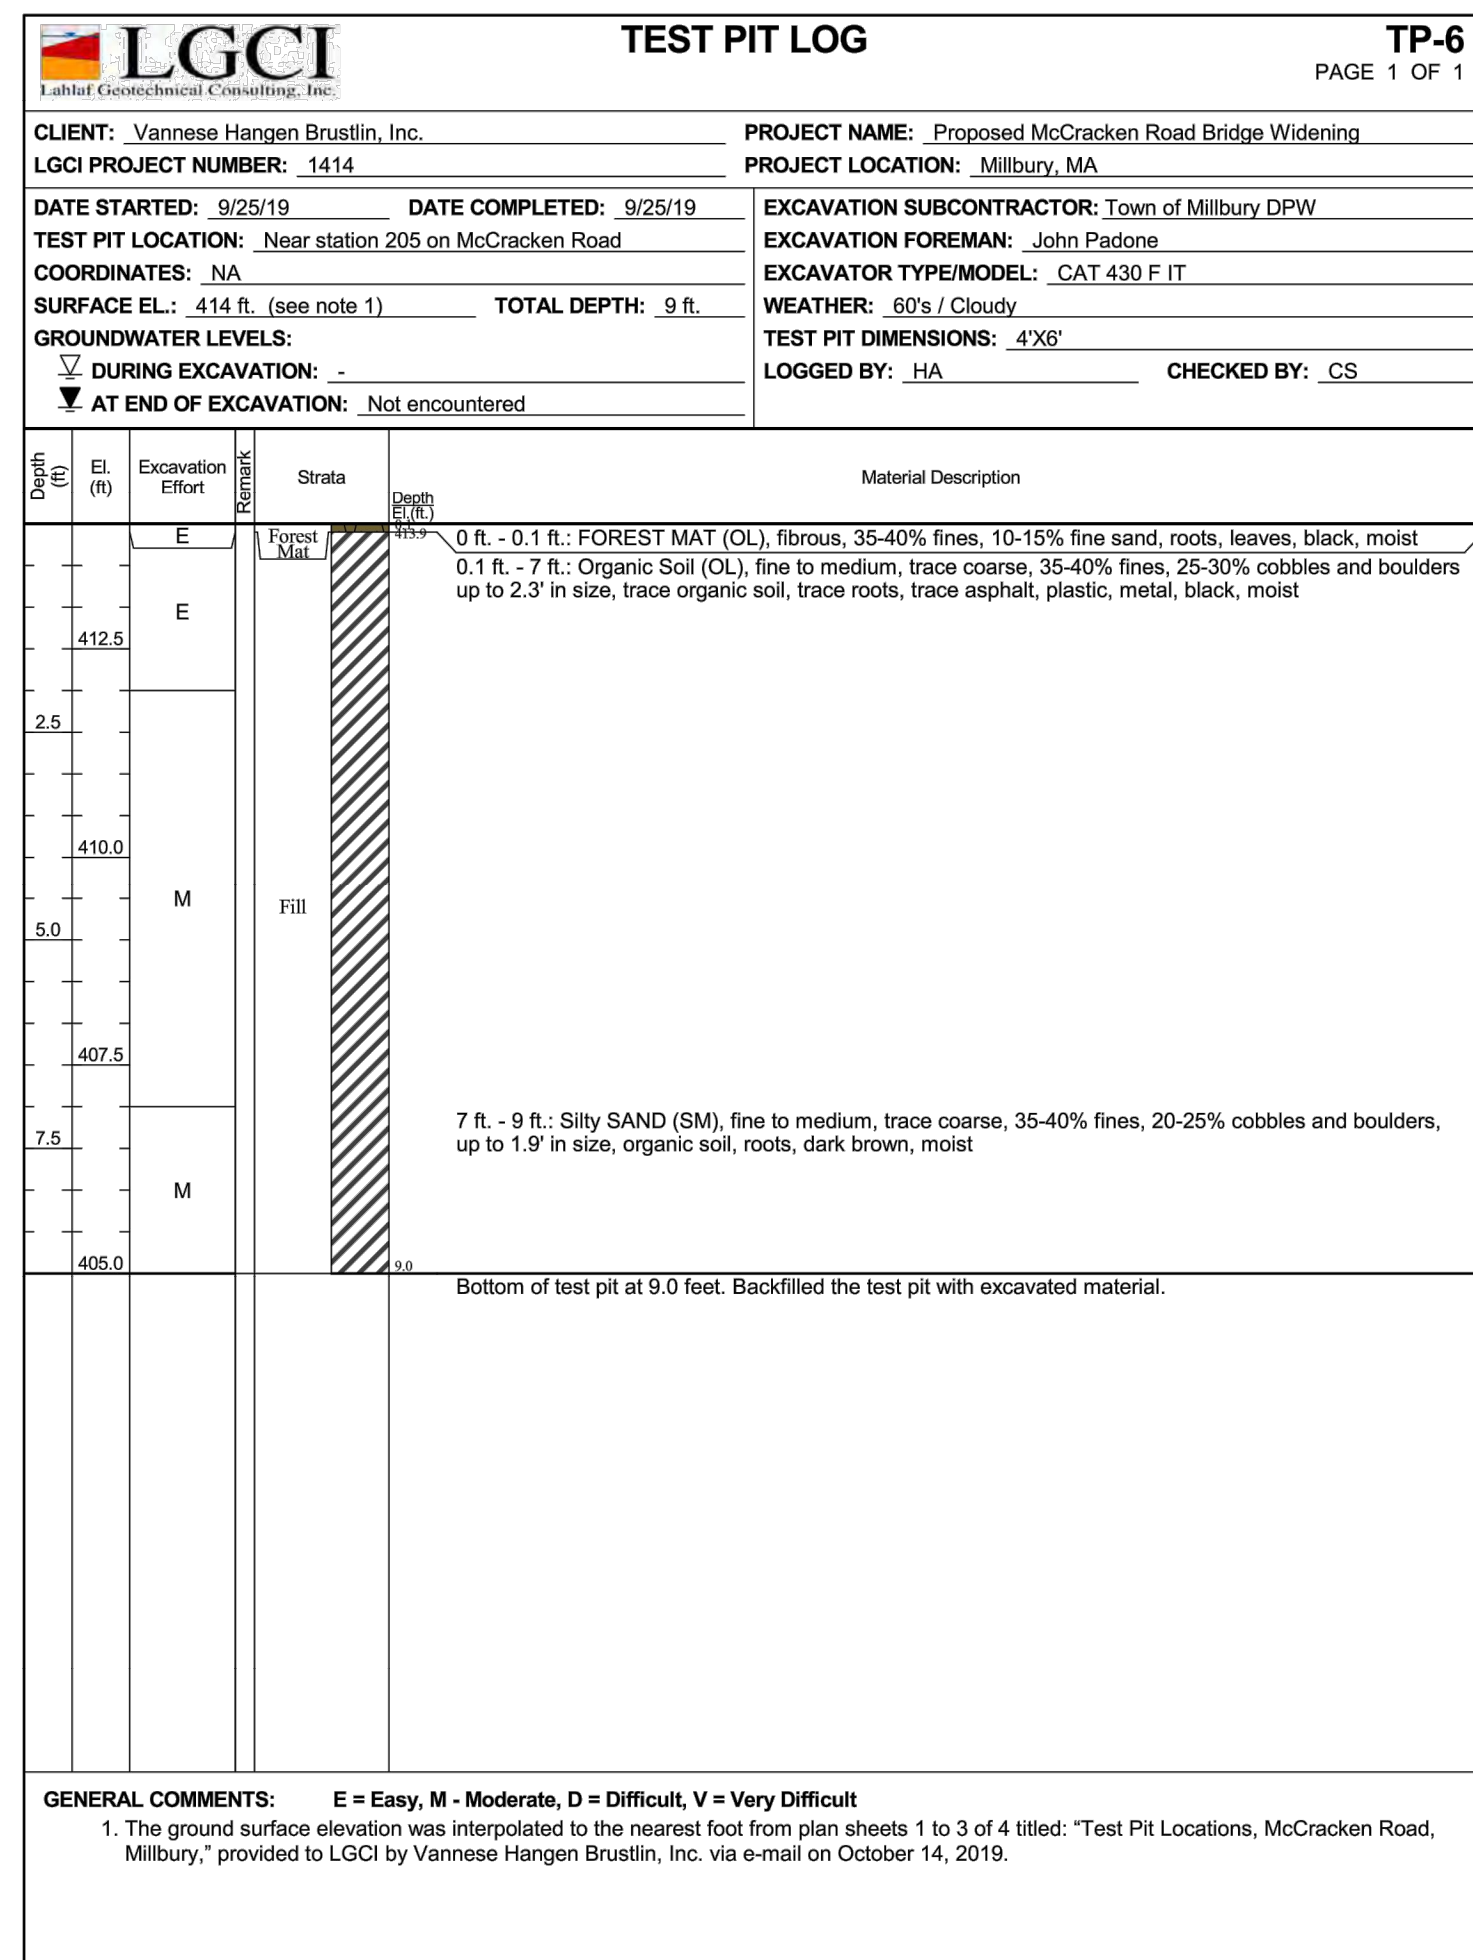 LGCI
Lahlaf Geotechnical Consulting, Inc.
TEST PIT LOG
TP-6
PAGE 1 OF 1
CLIENT: Vannese Hangen Brustlin, Inc.
PROJECT NAME: Proposed McCracken Road Bridge Widening
LGCI PROJECT NUMBER: 1414
PROJECT LOCATION: Millbury, MA
DATE STARTED: 9/25/19 DATE COMPLETED: 9/25/19
TEST PIT LOCATION: Near station 205 on McCracken Road
COORDINATES: NA
SURFACE EL.: 414 ft. (see note 1) TOTAL DEPTH: 9 ft.
GROUNDWATER LEVELS:
DURING EXCAVATION: -
AT END OF EXCAVATION: Not encountered
EXCAVATION SUBCONTRACTOR: Town of Millbury DPW
EXCAVATION FOREMAN: John Padone
EXCAVATOR TYPE/MODEL: CAT 430 F IT
WEATHER: 60's / Cloudy
TEST PIT DIMENSIONS: 4'X6'
LOGGED BY: HA CHECKED BY: CS
Depth
(ft)
El.
(ft)
Excavation
Effort
Remark
Strata
Depth
El.(ft.)
Material Description
E
Forest
Mat
0.1
413.9
0 ft. - 0.1 ft.: FOREST MAT (OL), fibrous, 35-40% fines, 10-15% fine sand, roots, leaves, black, moist
0.1 ft. - 7 ft.: Organic Soil (OL), fine to medium, trace coarse, 35-40% fines, 25-30% cobbles and boulders
up to 2.3' in size, trace organic soil, trace roots, trace asphalt, plastic, metal, black, moist
E
412.5
2.5
410.0
M
Fill
5.0
407.5
7 ft. - 9 ft.: Silty SAND (SM), fine to medium, trace coarse, 35-40% fines, 20-25% cobbles and boulders,
up to 1.9' in size, organic soil, roots, dark brown, moist
7.5
M
405.0
9.0
Bottom of test pit at 9.0 feet. Backfilled the test pit with excavated material.
GENERAL COMMENTS: E = Easy, M - Moderate, D = Difficult, V = Very Difficult
1. The ground surface elevation was interpolated to the nearest foot from plan sheets 1 to 3 of 4 titled: “Test Pit Locations, McCracken Road,
Millbury,” provided to LGCI by Vannese Hangen Brustlin, Inc. via e-mail on October 14, 2019.